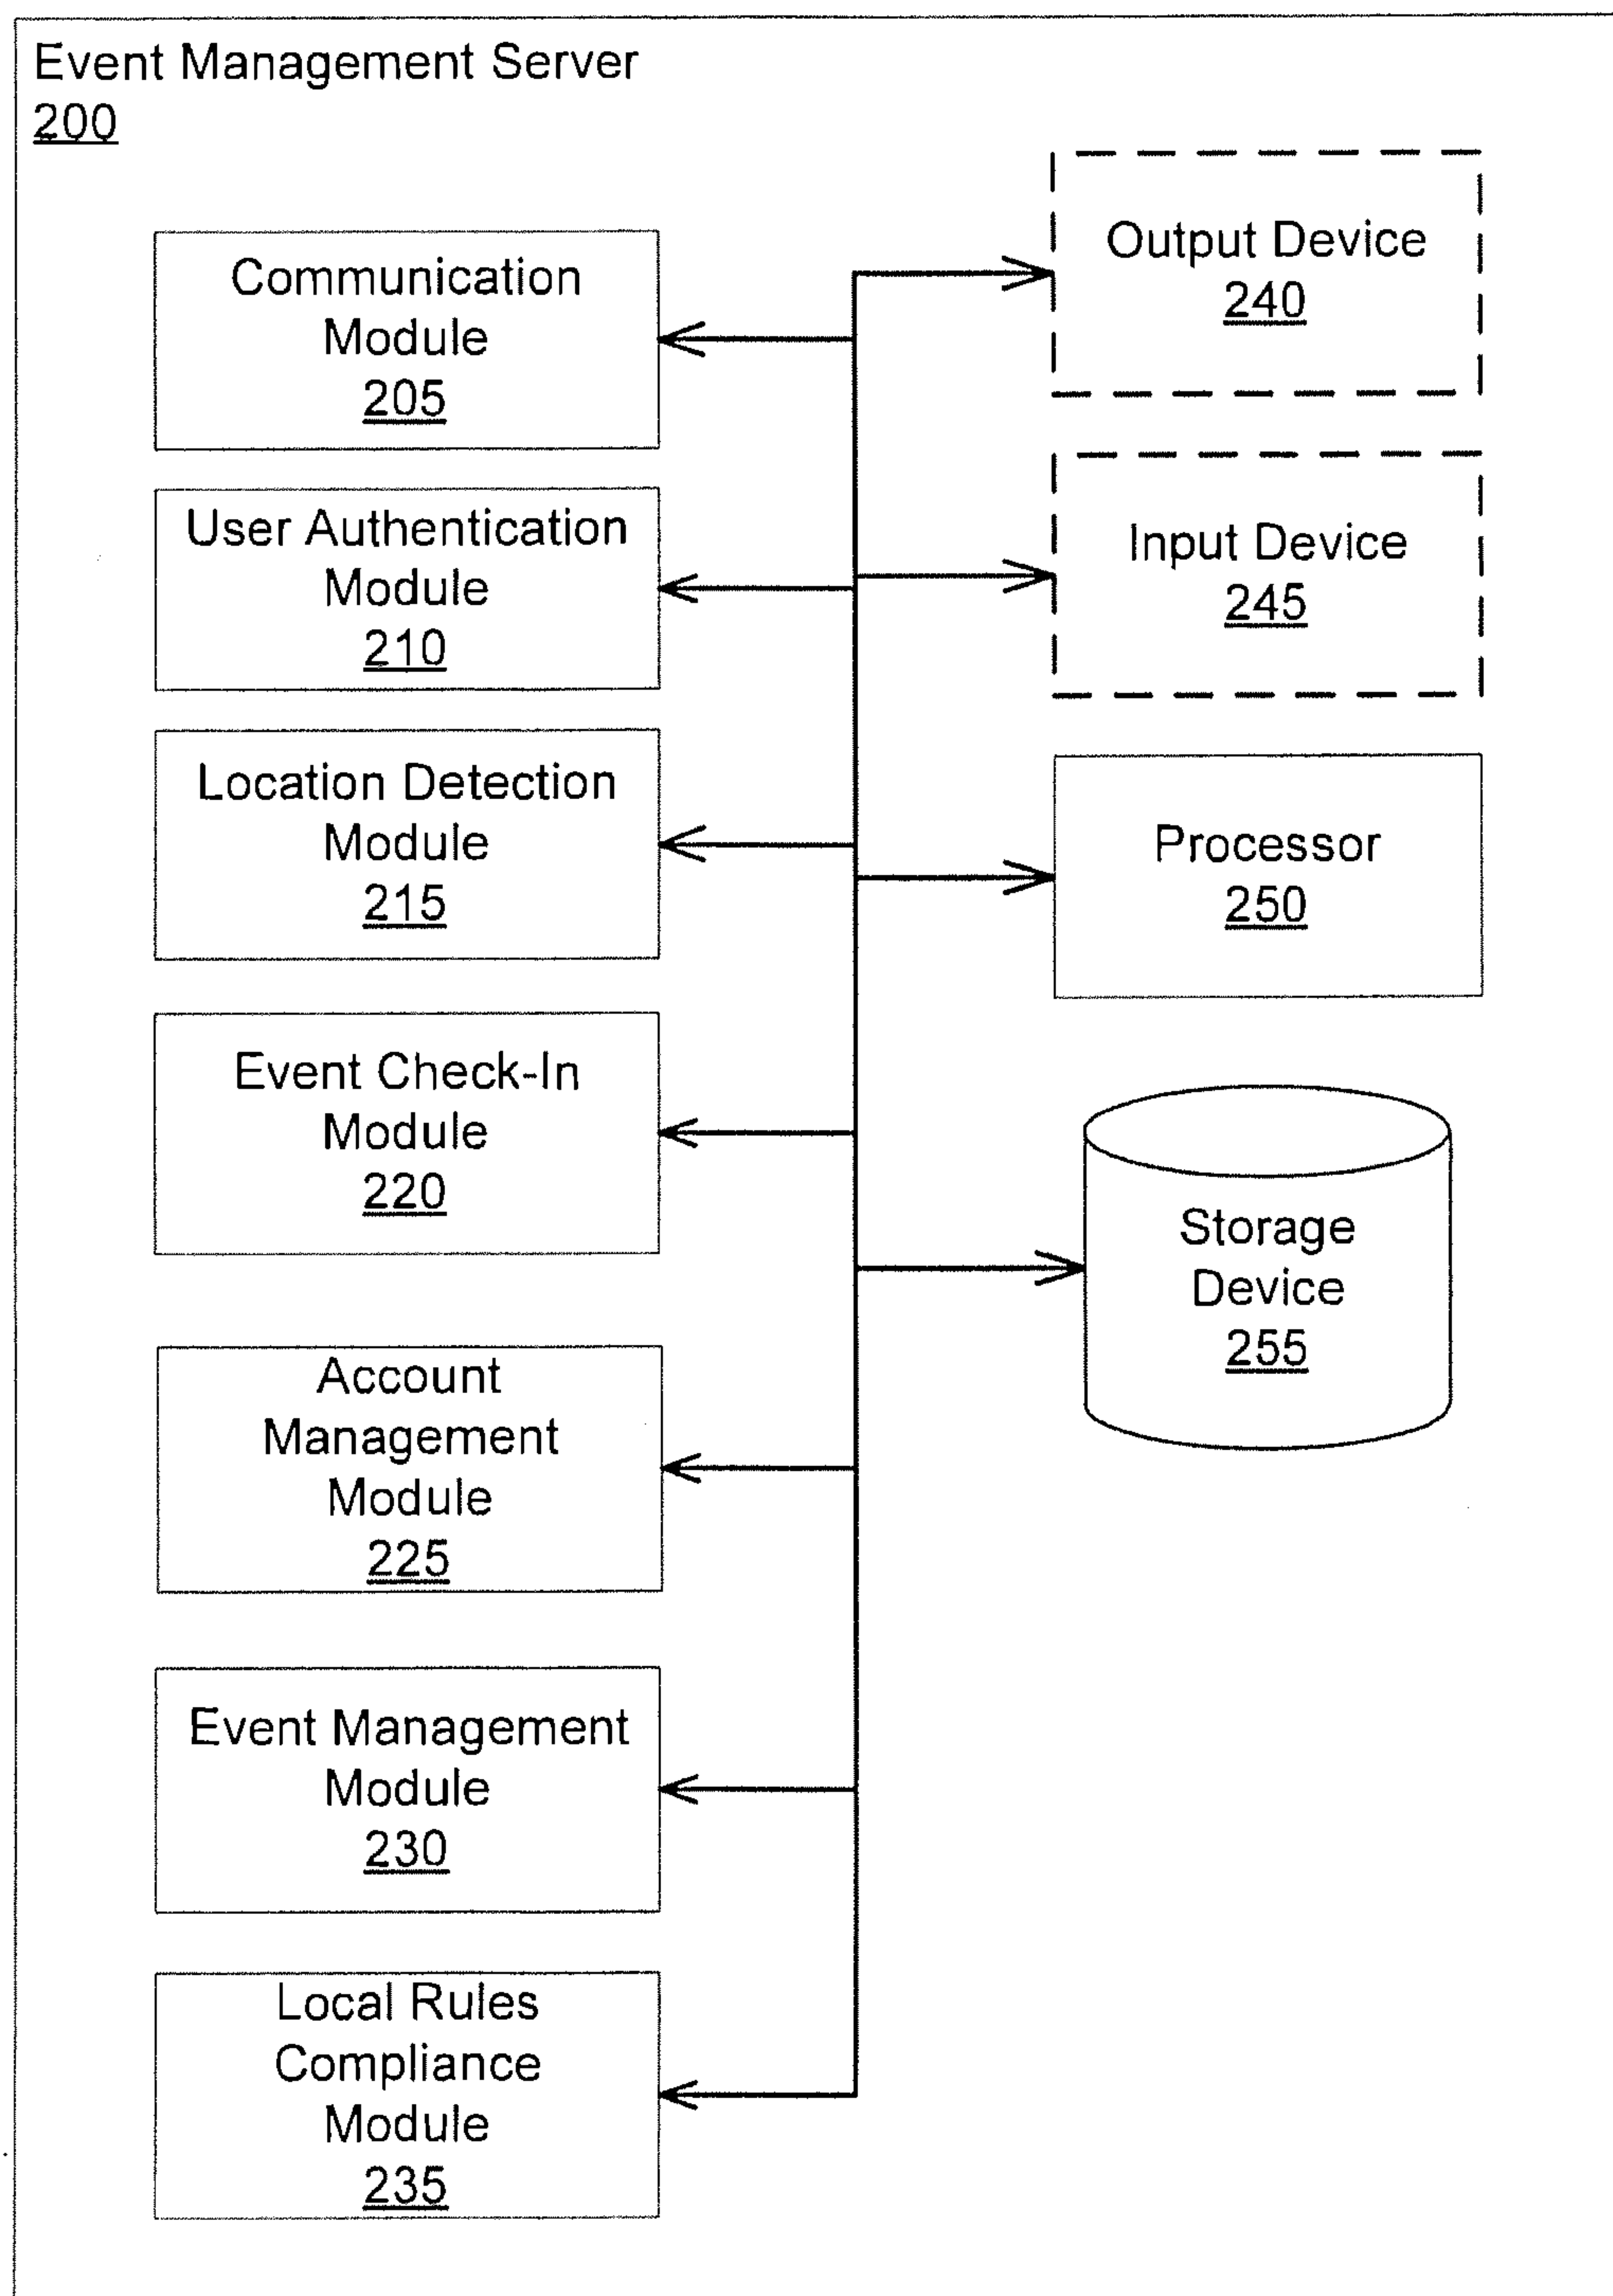 Event Management Server
200
Communication
Module
205
User Authentication
Module
210
Location Detection
Module
215
Event Check-In
Module
220
Account
Management
Module
225
Event Management
Module
230
Local Rules
Compliance
Module
235
Output Device
240
Input Device
245
Processor
250
Storage
Device
255